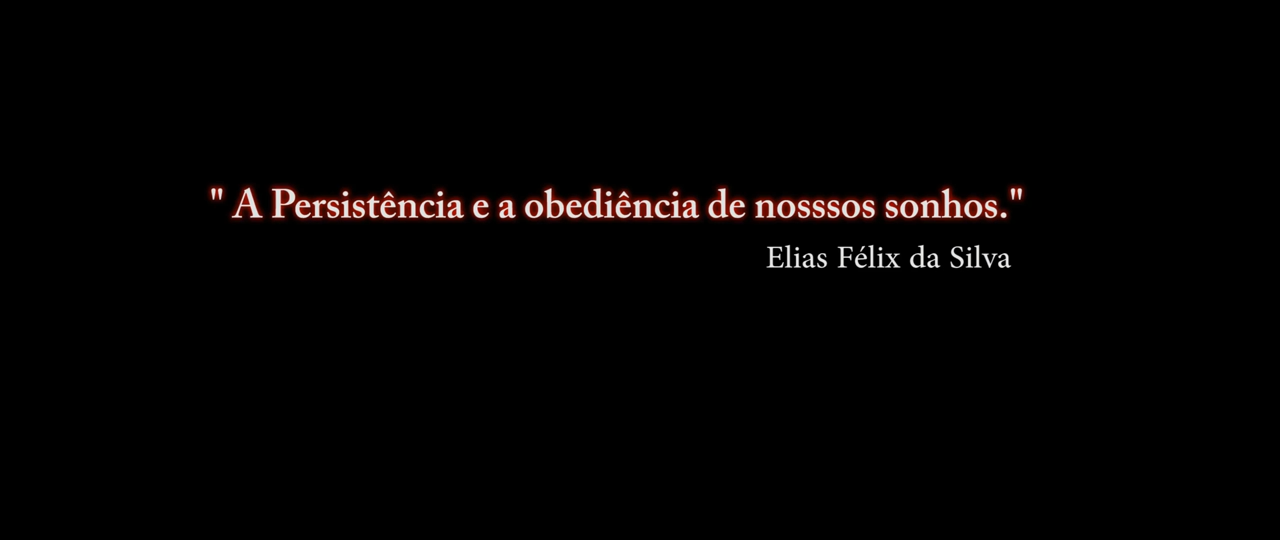 " A Persistência e a obediência de nosssos sonhos."
Elias Félix da Silva